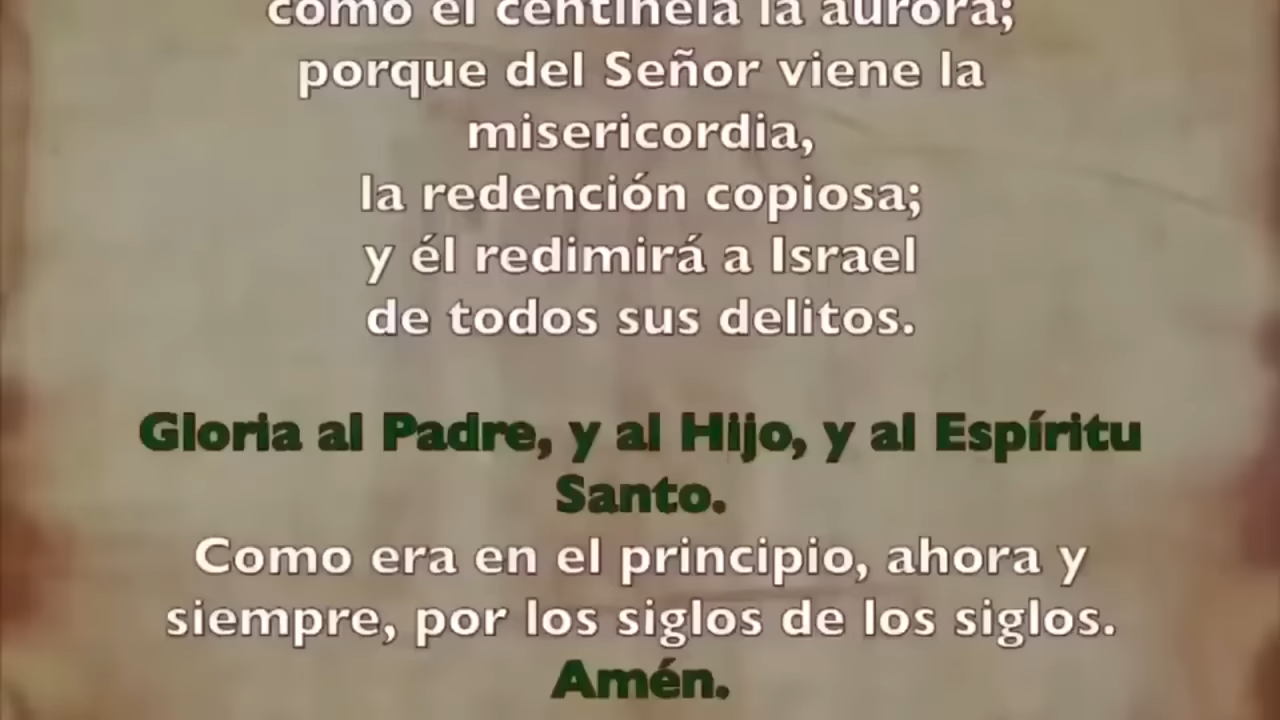 como el centinela la aurora;
porque del Señor viene la
misericordia,
la redención copiosa;
y él redimirá a Israel
de todos sus delitos.
Gloria al Padre, y al Hijo, y al Espíritu
Santo.
Como era en el principio, ahora y
siempre, por los siglos de los siglos.
Amén.